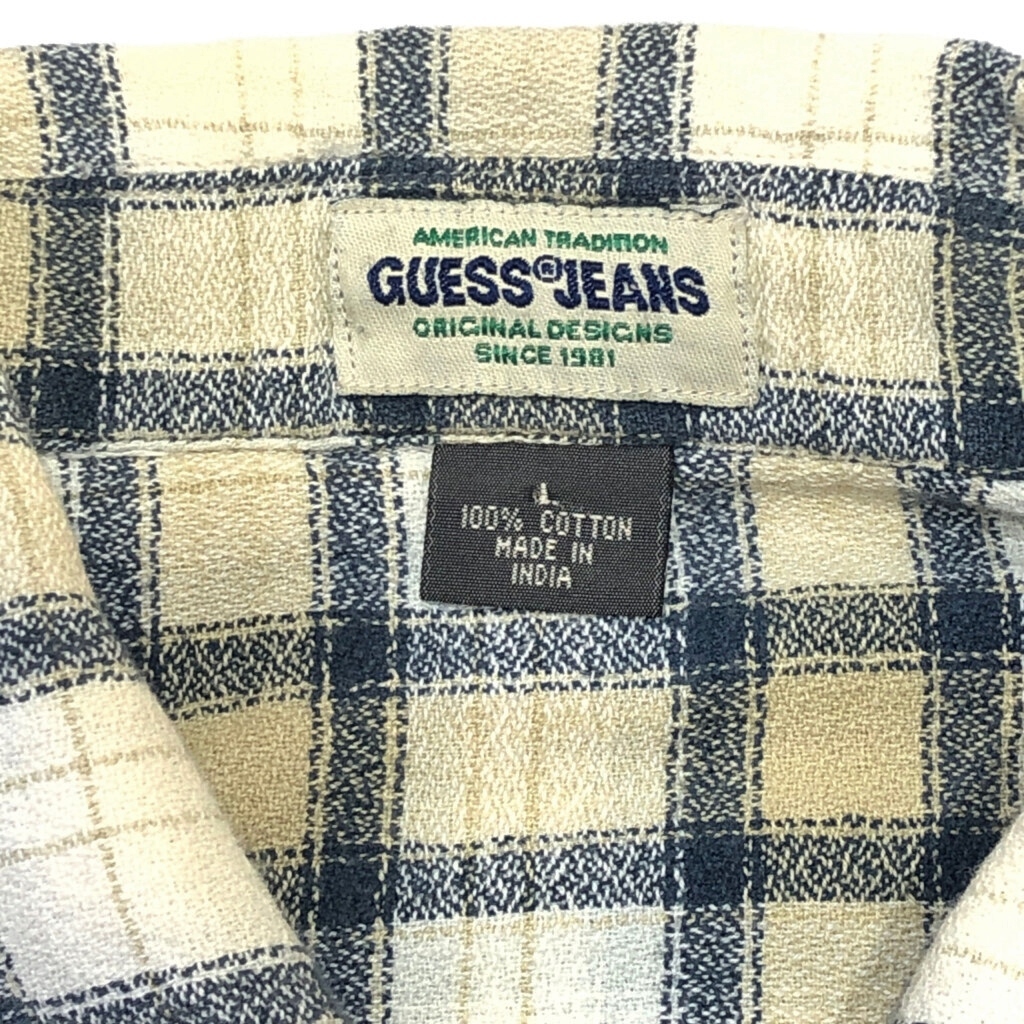 AMERICAN TRADITION
GUESS®JEANS
ORIGINAL DESIGNS
SINCE 1981
L
100% COTTON
MADE IN
INDIA